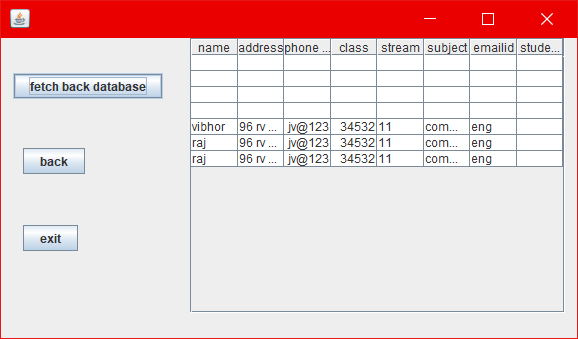 name address phone ... class stream subject emailid stude...
fetch back database
vibhor 96 rv ... jv@123 34532 11 com... eng
raj 96 rv ... jv@123 34532 11 com... eng
raj 96 rv ... jv@123 34532 11 com... eng
back
exit